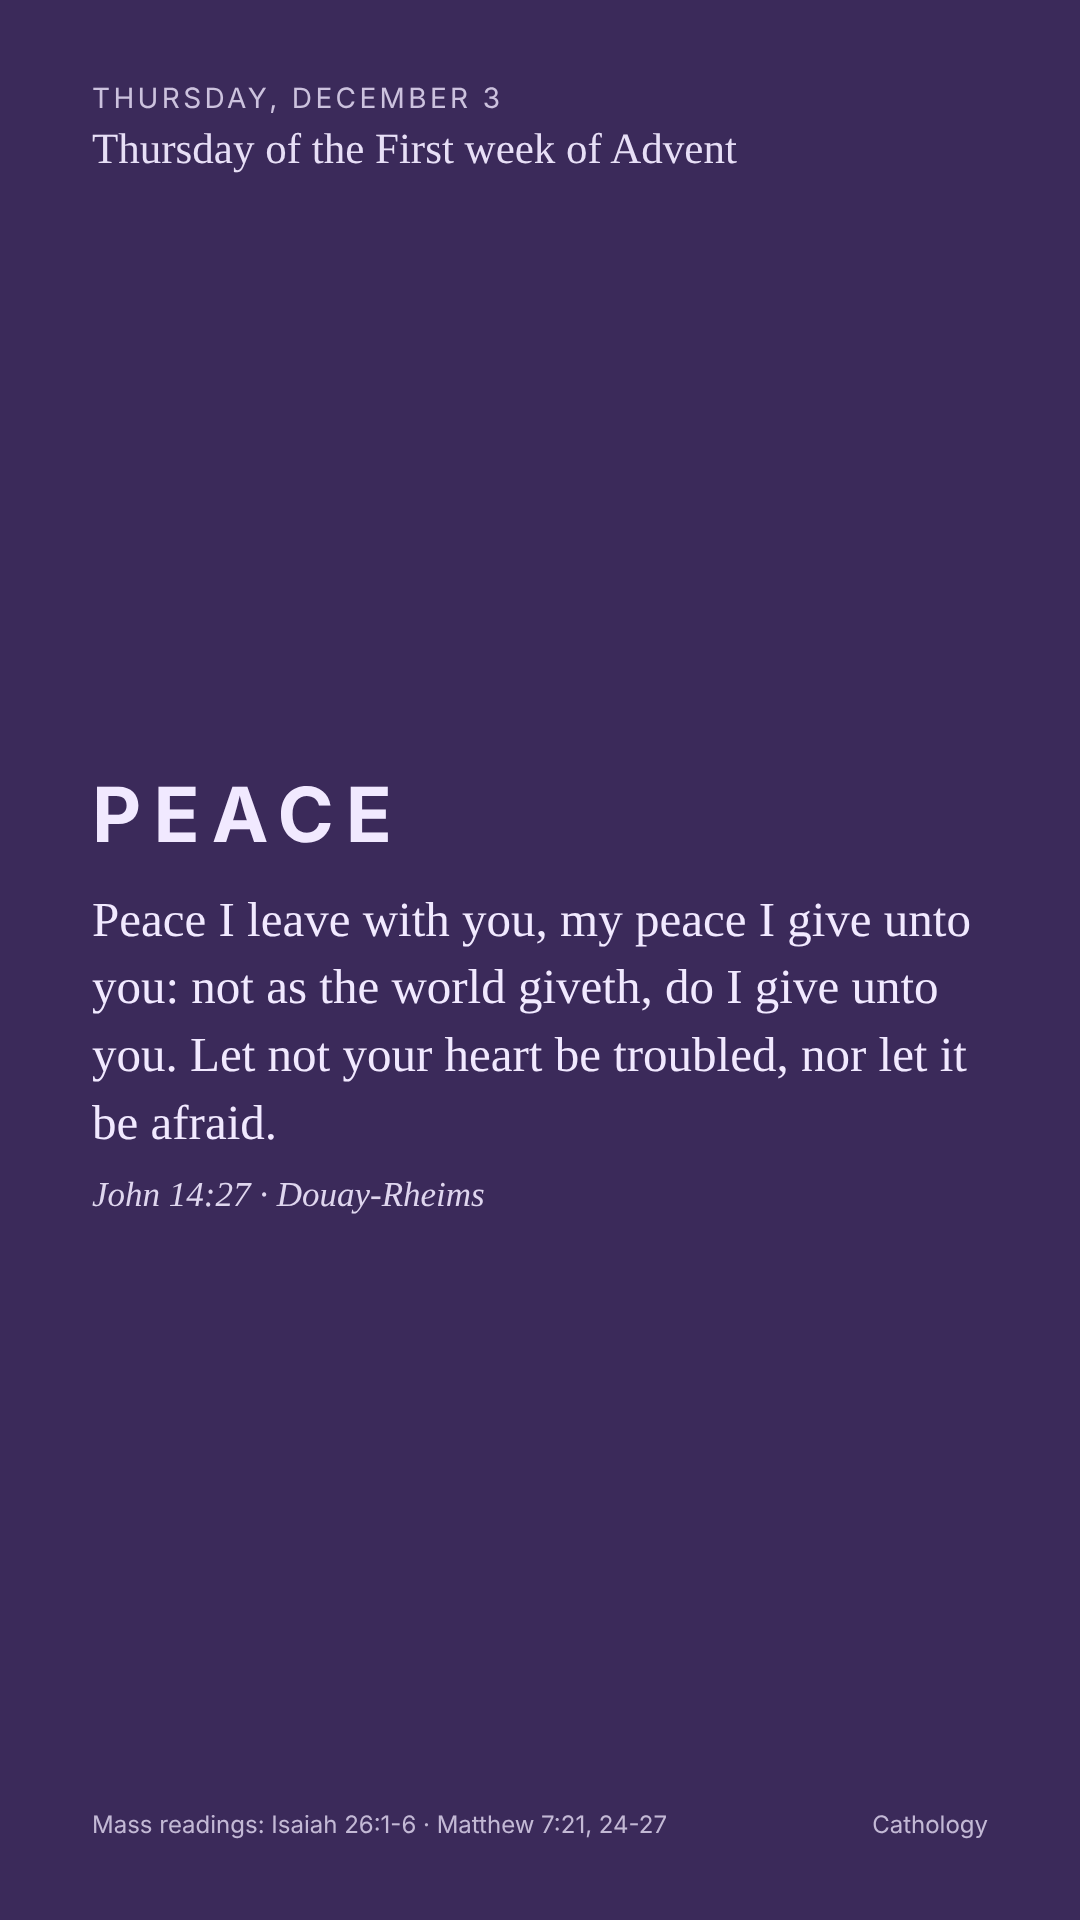 THURSDAY, DECEMBER 3
Thursday of the First week of Advent
PEACE
Peace I leave with you, my peace I give unto
you: not as the world giveth, do I give unto
you. Let not your heart be troubled, nor let it
be afraid.
John 14:27 · Douay-Rheims
Mass readings: Isaiah 26:1-6 · Matthew 7:21, 24-27
Cathology